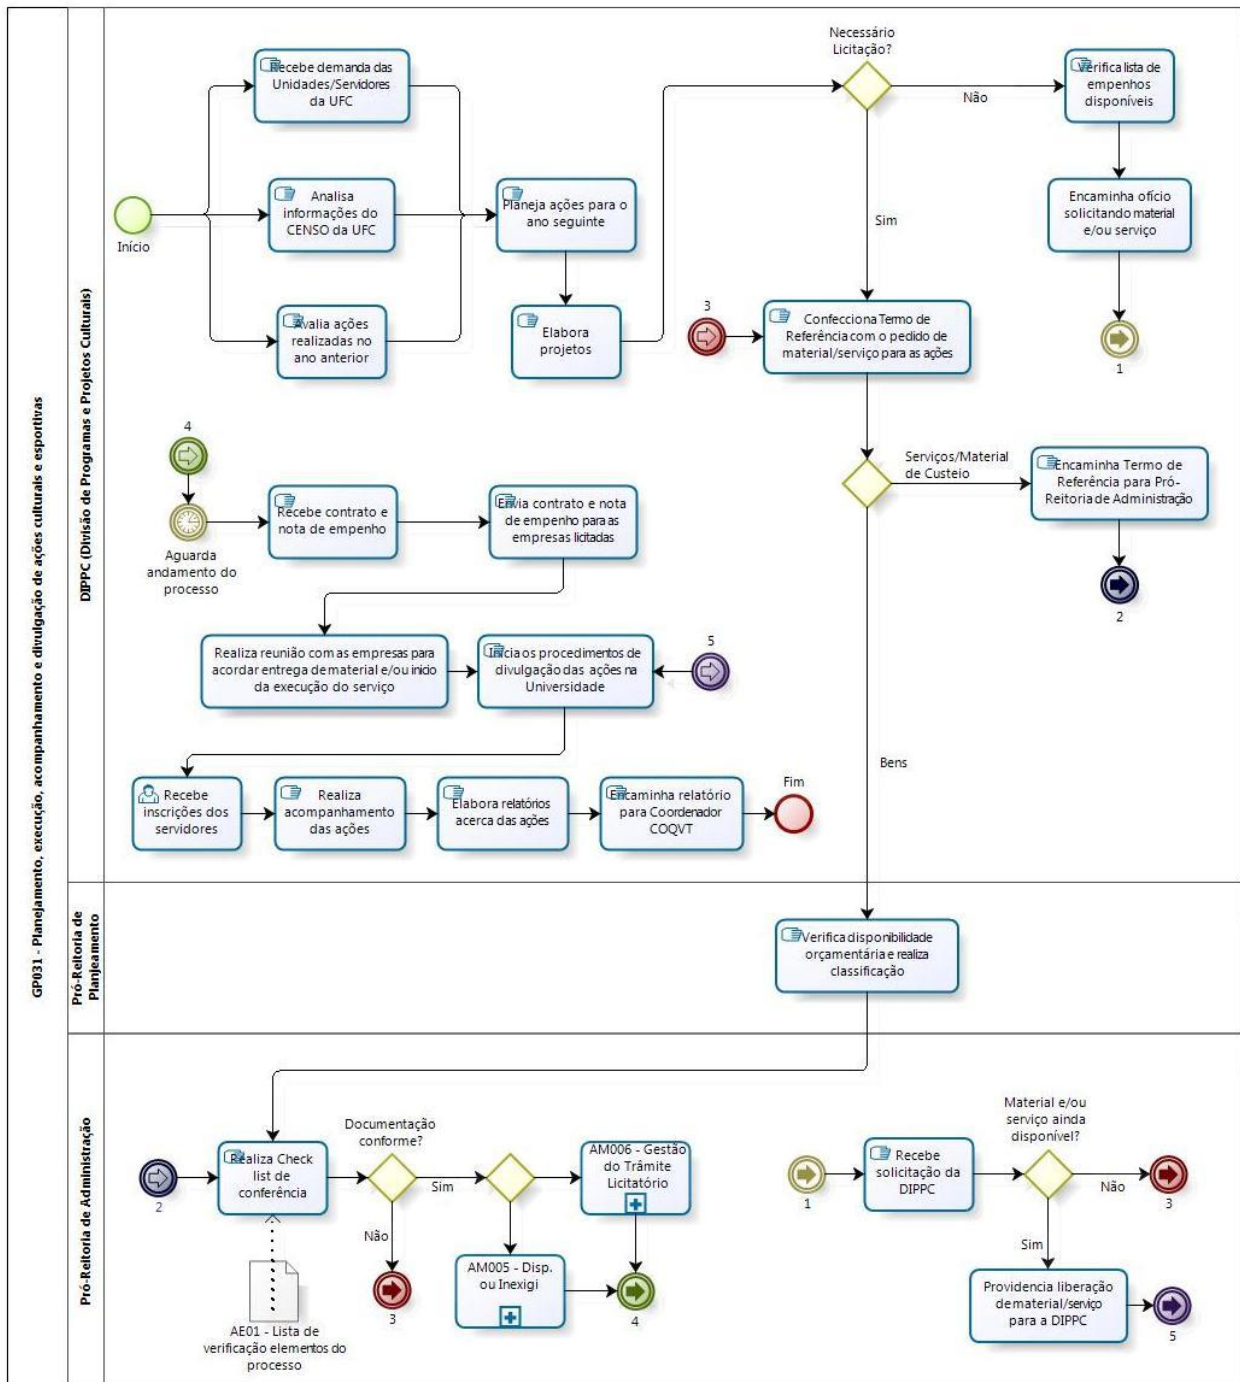 GP031 - Planejamento, execução, acompanhamento e divulgação de ações culturais e esportivas
DIPPC (Divisão de Programas e Projetos Culturais)
Início
Recebe demanda das
Unidades/Servidores
da UFC
Analisa
informações do
CENSO da UFC
Avalia ações
realizadas no
ano anterior
Planeja ações para o
ano seguinte
Elabora
projetos
Necessário
Licitação?
Não
Sim
Verifica lista de
empenhos
disponíveis
Encaminha ofício
solicitando material
e/ou serviço
1
3
Confecciona Termo de
Referência com o pedido de
material/serviço para as ações
Serviços/Material
de Custeio
Encaminha Termo de
Referência para Pró-
Reitoria de Administração
2
Bens
4
Aguarda
andamento do
processo
Recebe contrato e
nota de empenho
Envia contrato e nota
de empenho para as
empresas licitadas
Realiza reunião com as empresas para
acordar entrega de material e/ou inicio
da execução do serviço
Inicia os procedimentos
de divulgação das ações na
Universidade
5
Recebe
inscrições dos
servidores
Realiza
acompanhamento
das ações
Elabora relatórios
acerca das ações
Encaminha relatório
para Coordenador
COQVT
Fim
Pró-Reitoria de
Planjeamento
Verifica disponibilidade
orçamentária e realiza
classificação
Pró-Reitoria de Administração
2
Realiza Check
list de
conferência
AE01 - Lista de
verificação elementos do
processo
Documentação
conforme?
Sim
Não
3
AM006 - Gestão
do Trâmite
Licitatório
AM005 - Disp.
ou Inexigi
4
1
Recebe
solicitação da
DIPPC
Material e/ou
serviço ainda
disponível?
Não
3
Sim
Providencia liberação
de material/serviço
para a DIPPC
5